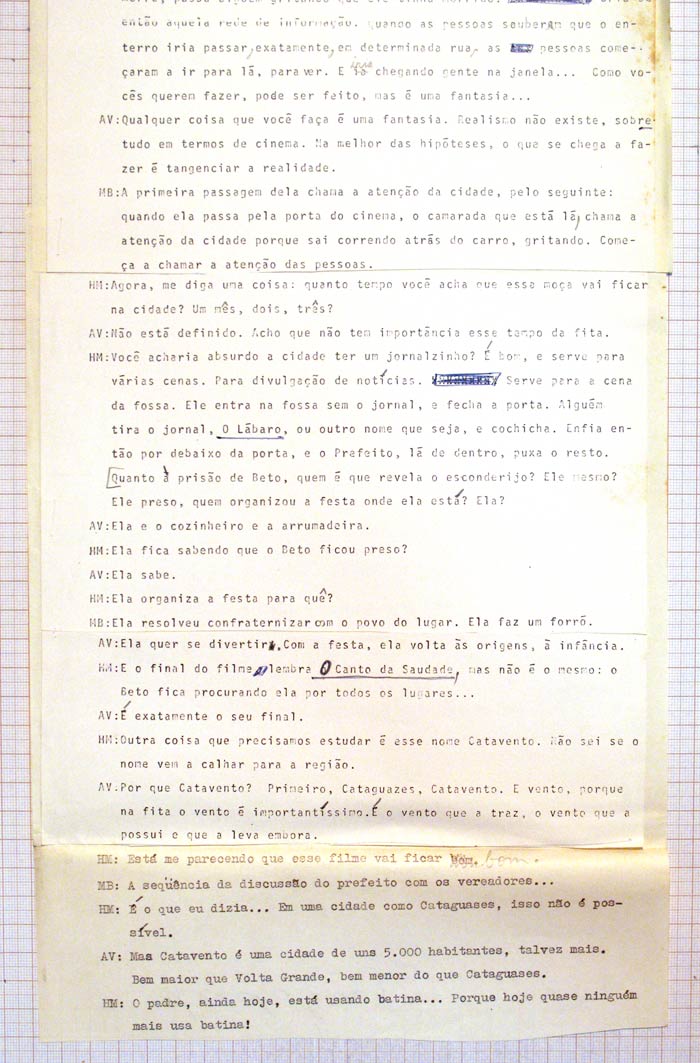 então aquela rede de informação. Quando as pessoas souberam que o en-
terro iria passar, exatamente, em determinada rua, as pessoas come-
çaram a ir para lá, para ver. E chegando gente na janela... Como vo-
cês querem fazer, pode ser feito, mas é uma fantasia...
AV:Qualquer coisa que você faça é uma fantasia. Realismo não existe, sobre
tudo em termos de cinema. Na melhor das hipóteses, o que se chega a fa-
zer é tangenciar a realidade.
MB:A primeira passagem dela chama a atenção da cidade, pelo seguinte:
quando ela passa pela porta do cinema, o camarada que está lá, chama a
atenção da cidade porque sai correndo atrás do carro, gritando. Come-
ça a chamar a atenção das pessoas.
HM:Agora, me diga uma coisa: quanto tempo você acha que essa moça vai ficar
na cidade? Um mês, dois, três?
AV:Não está definido. Acho que não tem importância esse tempo da fita.
HM:Você acharia absurdo a cidade ter um jornalzinho? É bom, e serve para
várias cenas. Para divulgação de notícias. Serve para a cena
da fossa. Ele entra na fossa sem o jornal, e fecha a porta. Alguém
tira o jornal, O Lábaro, ou outro nome que seja, e cochicha. Enfia en-
tão por debaixo da porta, e o Prefeito, lá de dentro, puxa o resto.
Quanto à prisão de Beto, quem é que revela o esconderijo? Ele mesmo?
Ele preso, quem organizou a festa onde ela está? Ela?
AV:Ela e o cozinheiro e a arrumadeira.
HM:Ela fica sabendo que o Beto ficou preso?
AV:Ela sabe.
HM:Ela organiza a festa para quê?
MB:Ela resolveu confraternizar com o povo do lugar. Ela faz um forró.
AV:Ela quer se divertir. Com a festa, ela volta às origens, à infância.
HM:E o final do filme lembra O Canto da Saudade, mas não é o mesmo: o
Beto fica procurando ela por todos os lugares...
AV:É exatamente o seu final.
HM:Outra coisa que precisamos estudar é esse nome Catavento. Não sei se o
nome vem a calhar para a região.
AV.Por que Catavento? Primeiro, Cataguazes, Catavento. E vento, porque
na fita o vento é importantíssimo. É o vento que a traz, o vento que a
possui e que a leva embora.
HM: Está me parecendo que esse filme vai ficar bom.
MB: A seqüência da discussão do prefeito com os vereadores...
HM: É o que eu dizia... Em uma cidade como Cataguases, isso não é pos-
sível.
AV: Mas Catavento é uma cidade de uns 5.000 habitantes, talvez mais.
Bem maior que Volta Grande, bem menor do que Cataguases.
HM: O padre, ainda hoje, está usando batina... Porque hoje quase ninguém
mais usa batina!